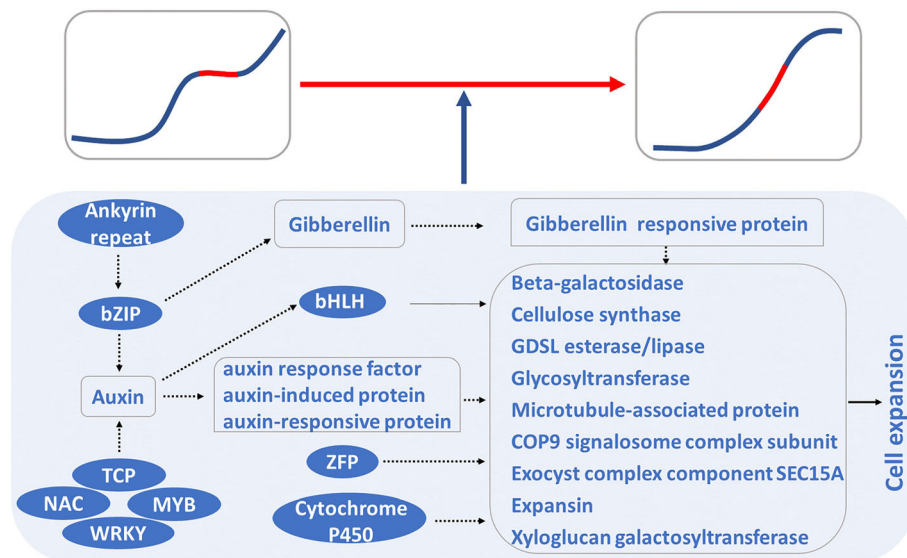 Ankyrin
repeat
Gibberellin
Gibberellin responsive protein
bZIP
bHLH
Auxin
auxin response factor
auxin-induced protein
auxin-responsive protein
TCP
NAC
MYB
WRKY
ZFP
Cytochrome
P450
Beta-galactosidase
Cellulose synthase
GDSL esterase/lipase
Glycosyltransferase
Microtubule-associated protein
COP9 signalosome complex subunit
Exocyst complex component SEC15A
Expansin
Xyloglucan galactosyltransferase
Cell expansion